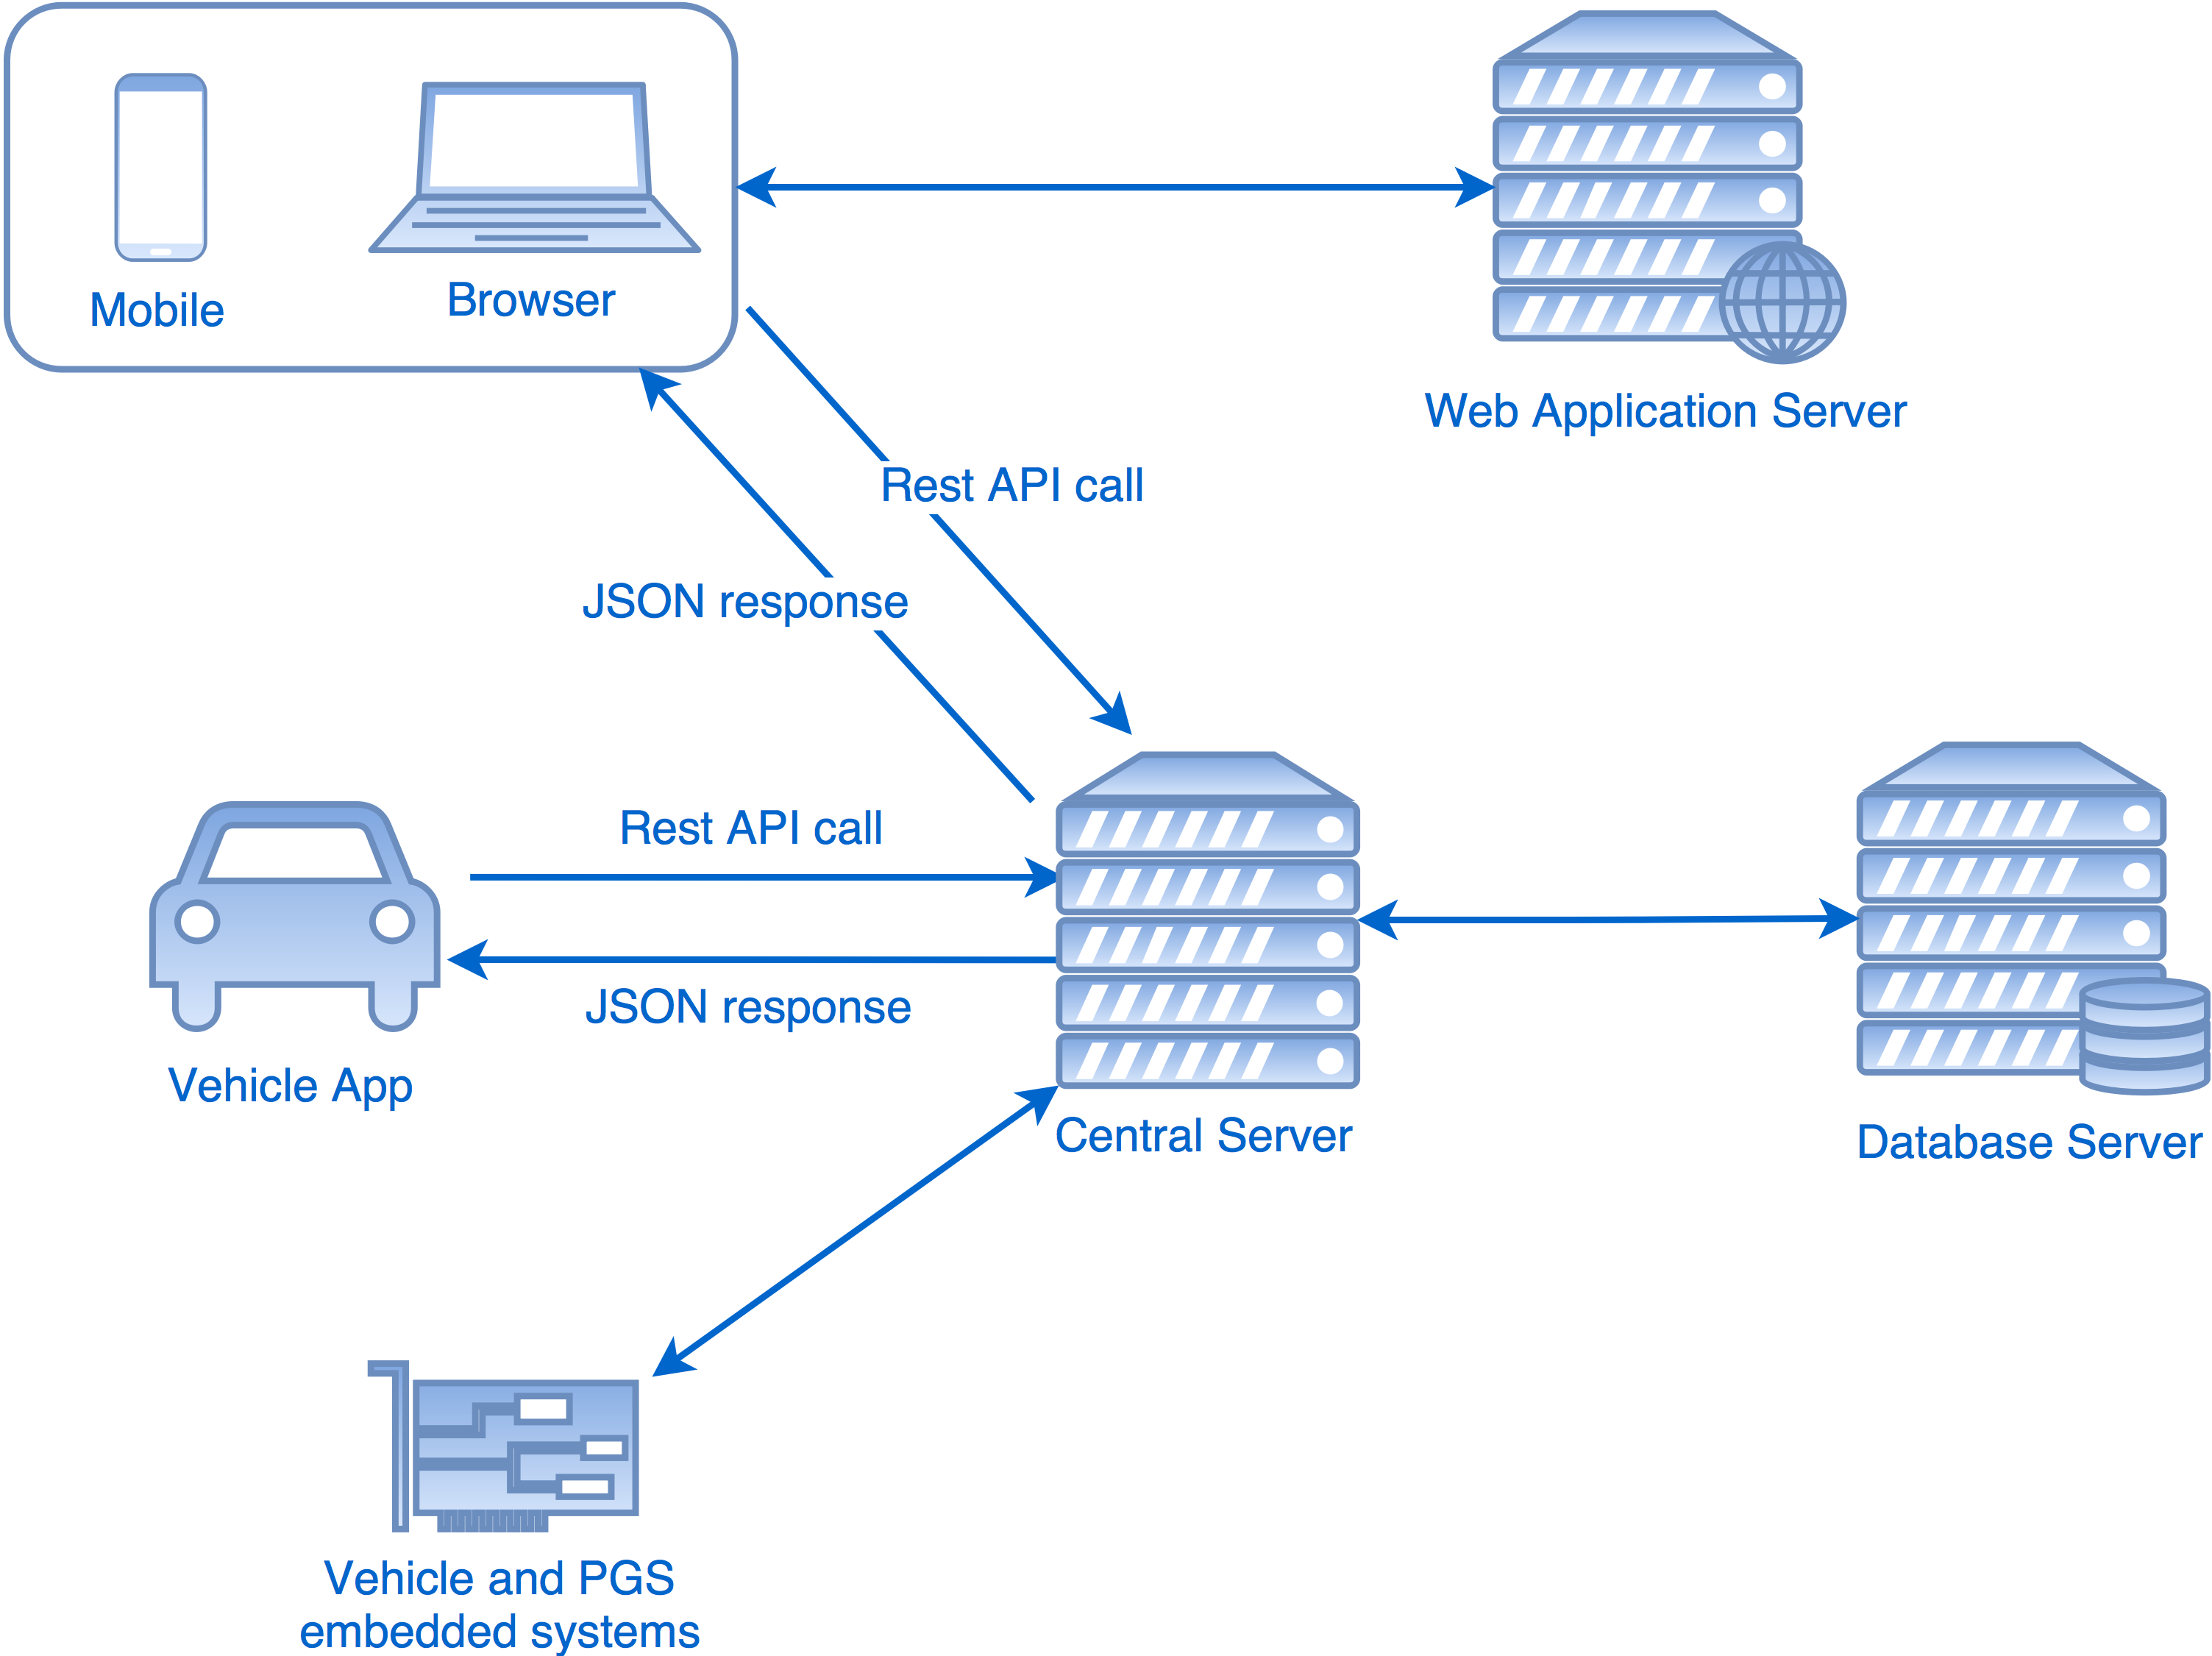 Mobile
Browser
Web Application Server
Rest API call
JSON response
Rest API call
JSON response
Vehicle App
Central Server
Database Server
Vehicle and PGS
embedded systems